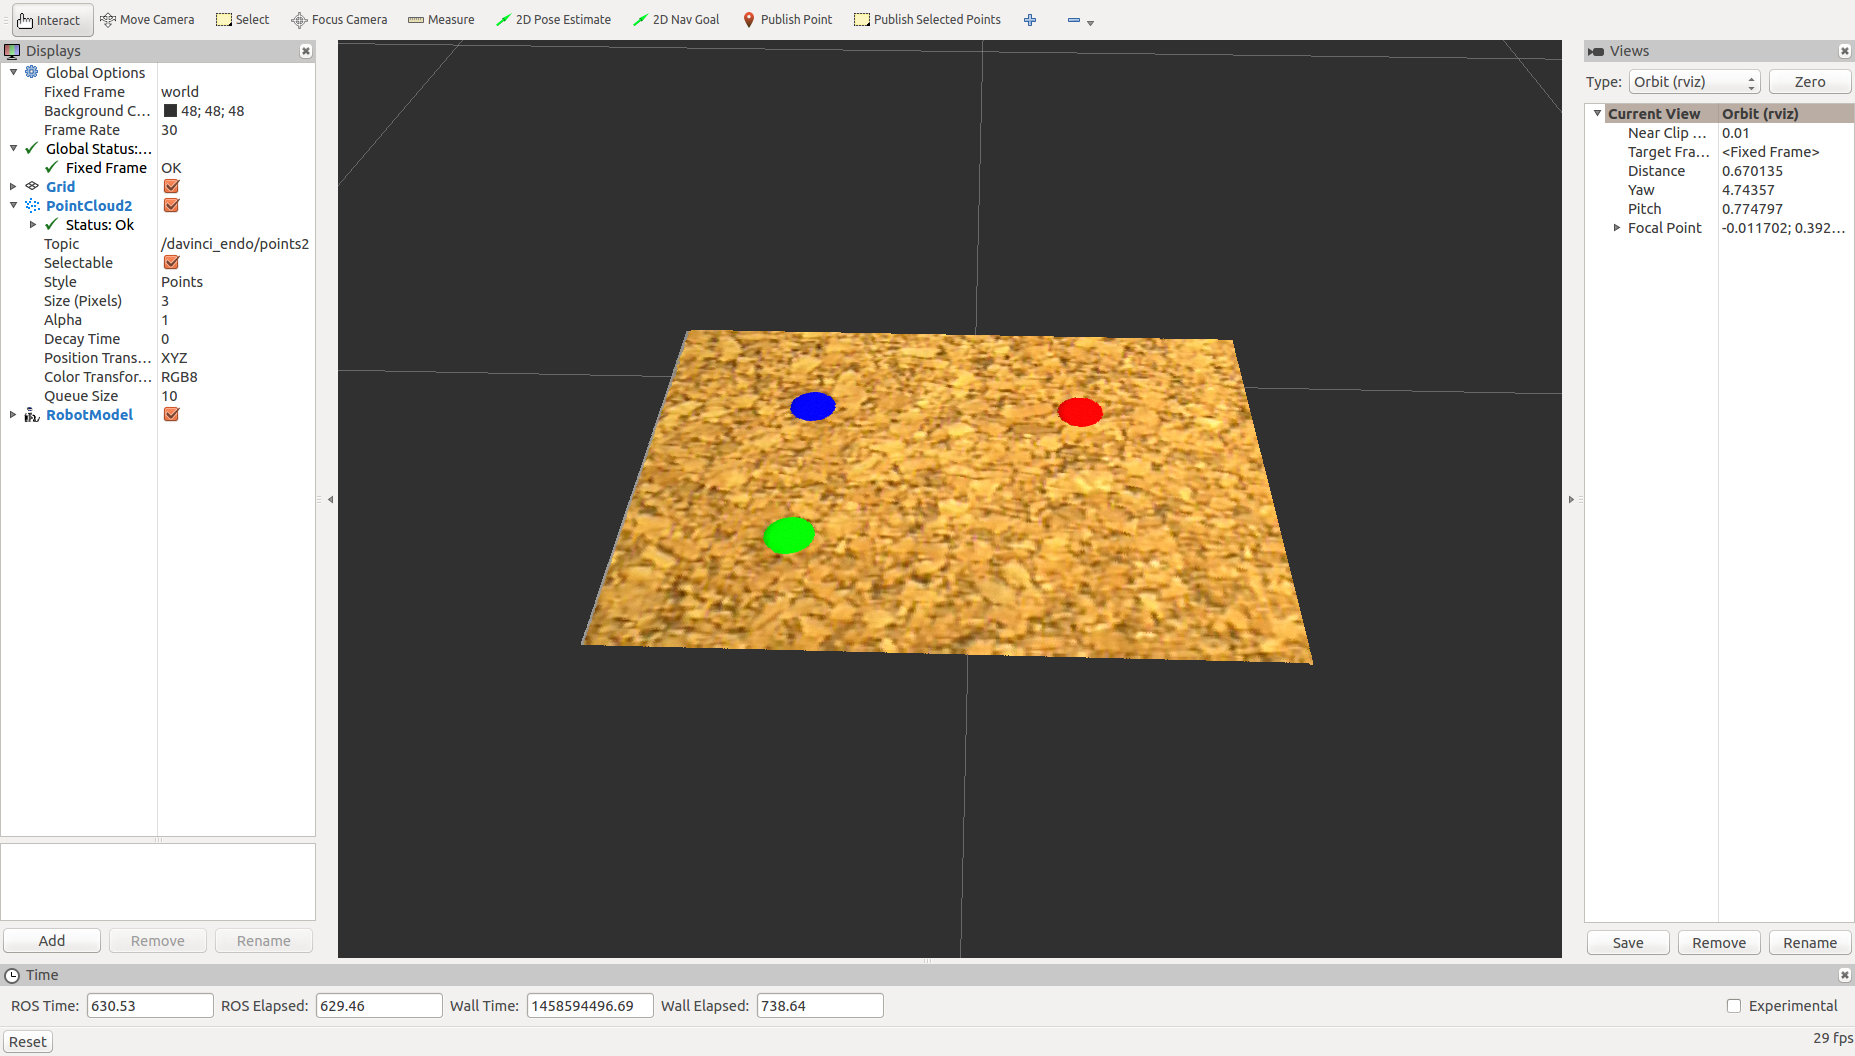 Interact Move Camera Select Focus Camera Measure 2D Pose Estimate 2D Nav Goal Publish Point Publish Selected Points
Displays
Global Options
Fixed Frame world
Background C... 48; 48; 48
Frame Rate 30
Global Status:...
Fixed Frame OK
Grid
PointCloud2
Status: Ok
Topic /davinci_endo/points2
Selectable
Style Points
Size (Pixels) 3
Alpha 1
Decay Time 0
Position Trans... XYZ
Color Transfor... RGB8
Queue Size 10
RobotModel
Add Remove Rename
Views
Type: Orbit (rviz) Zero
Current View Orbit (rviz)
Near Clip ... 0.01
Target Fra... <Fixed Frame>
Distance 0.670135
Yaw 4.74357
Pitch 0.774797
Focal Point -0.011702; 0.392...
Save Remove Rename
Time
ROS Time: 630.53 ROS Elapsed: 629.46 Wall Time: 1458594496.69 Wall Elapsed: 738.64 Experimental
Reset 29 fps